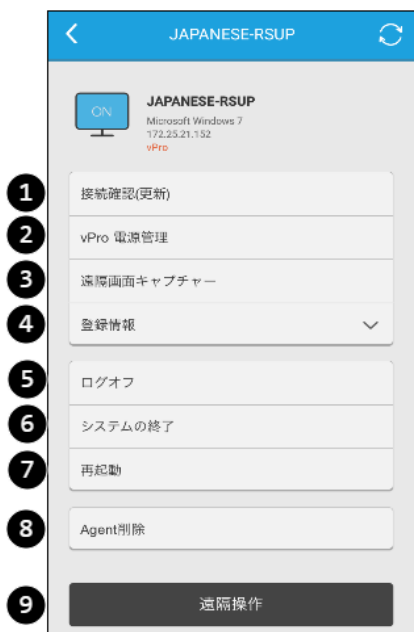 JAPANESE-RSUP
ON
JAPANESE-RSUP
Microsoft Windows 7
172.25.21.152
vPro
1 接続確認(更新)
2 vPro 電源管理
3 遠隔画面キャプチャー
4 登録情報
5 ログオフ
6 システムの終了
7 再起動
8 Agent削除
9 遠隔操作